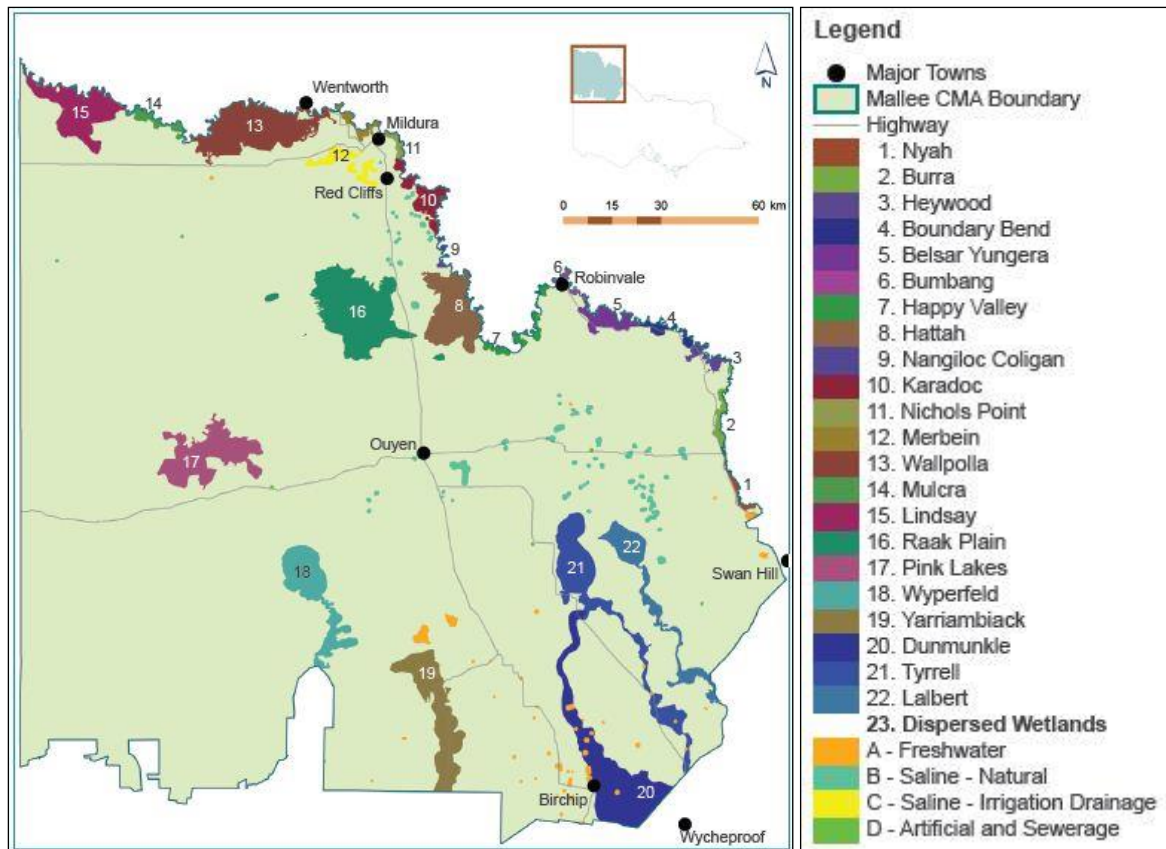 Wentworth
15
14
13
Mildura
11
12
Red Cliffs
10
9
N
0 15 30 60 km
6
Robinvale
16
8
5
4
7
3
2
17
Ouyen
1
22
21
18
Swan Hill
19
Birchip
20
Wycheproof
Legend
Major Towns
Mallee CMA Boundary
Highway
1. Nyah
2. Burra
3. Heywood
4. Boundary Bend
5. Belsar Yungera
6. Bumbang
7. Happy Valley
8. Hattah
9. Nangiloc Coligan
10. Karadoc
11. Nichols Point
12. Merbein
13. Wallpolla
14. Mulcra
15. Lindsay
16. Raak Plain
17. Pink Lakes
18. Wyperfeld
19. Yarriambiack
20. Dunmunkle
21. Tyrrell
22. Lalbert
23. Dispersed Wetlands
A - Freshwater
B - Saline - Natural
C - Saline - Irrigation Drainage
D - Artificial and Sewerage